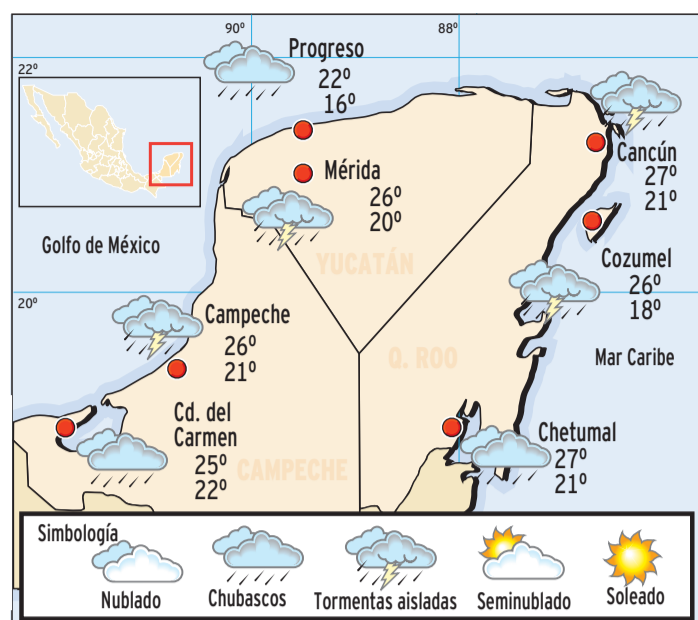 90º
88º
22º
Progreso
22º
16º
Cancún
27º
21º
Mérida
26º
20º
Golfo de México
YUCATÁN
Cozumel
26º
18º
20º
Campeche
26º
21º
Q. ROO
Mar Caribe
Cd. del
Carmen
25º
22º
CAMPECHE
Chetumal
27º
21º
Simbología
Nublado
Chubascos
Tormentas aisladas
Seminublado
Soleado